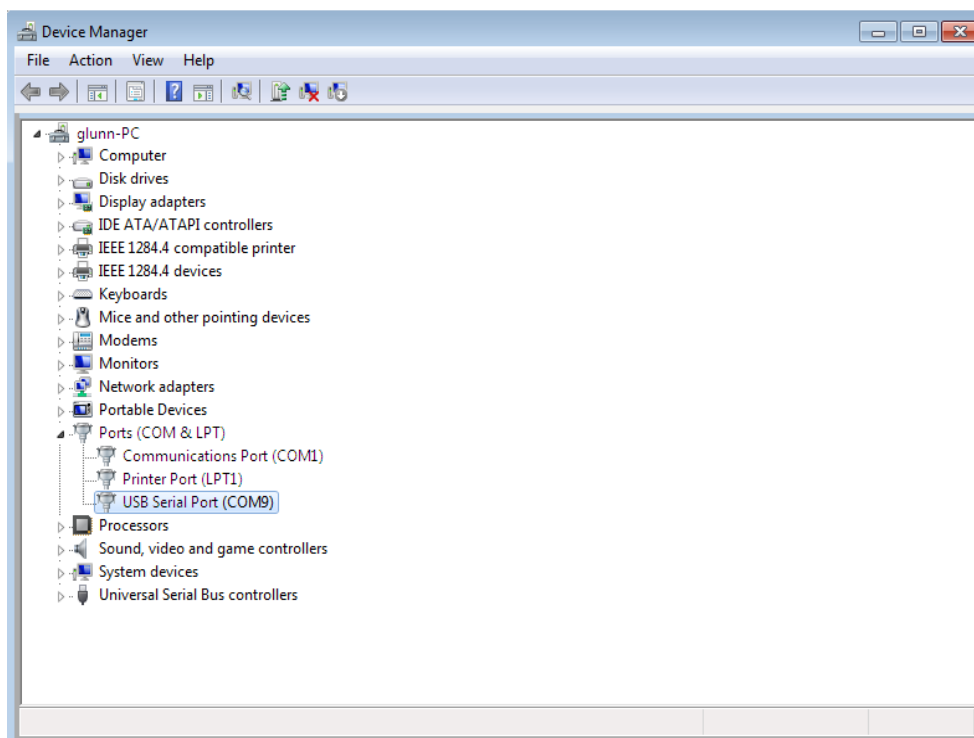 Device Manager
File Action View Help
glunn-PC
Computer
Disk drives
Display adapters
IDE ATA/ATAPI controllers
IEEE 1284.4 compatible printer
IEEE 1284.4 devices
Keyboards
Mice and other pointing devices
Modems
Monitors
Network adapters
Portable Devices
Ports (COM & LPT)
Communications Port (COM1)
Printer Port (LPT1)
USB Serial Port (COM9)
Processors
Sound, video and game controllers
System devices
Universal Serial Bus controllers